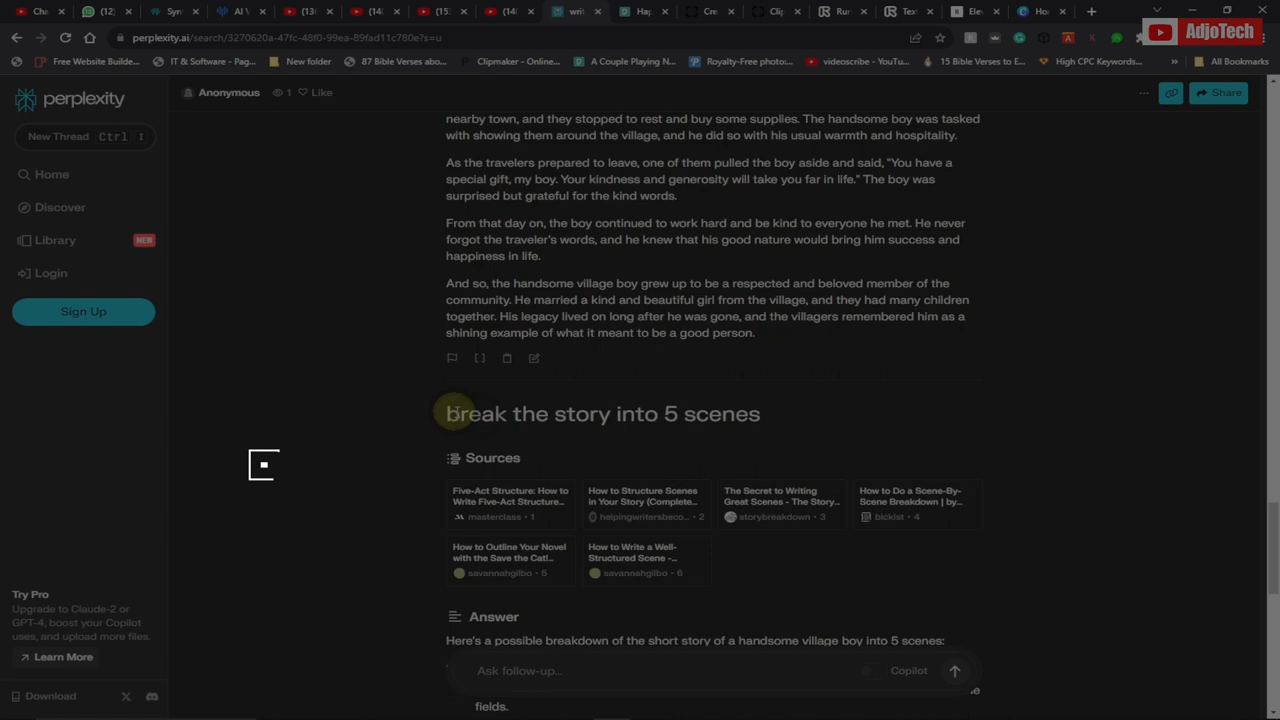 Cha
(12)
Syn
AI V
(14(
(14(
(15:
(14(
writ
Hap
Cre
Clip
Run
Text
Elev
Ho
perplexity.ai/search/3270620a-47fc-48f0-99ea-89fad11c780e?s=u
AdjoTech
Free Website Builde...
IT & Software - Pag...
New folder
87 Bible Verses abo...
Clipmaker - Online...
A Couple Playing N...
Royalty-Free photo:...
videoscribe - YouTu...
15 Bible Verses to E...
High CPC Keywords...
All Bookmarks
perplexity
Anonymous
1
Like
Share
New Thread Ctrl I
Home
Discover
Library NEW
Login
Sign Up
nearby town, and they stopped to rest and buy some supplies. The handsome boy was tasked
with showing them around the village, and he did so with his usual warmth and hospitality.
As the travelers prepared to leave, one of them pulled the boy aside and said, "You have a
special gift, my boy. Your kindness and generosity will take you far in life." The boy was
surprised but grateful for the kind words.
From that day on, the boy continued to work hard and be kind to everyone he met. He never
forgot the traveler's words, and he knew that his good nature would bring him success and
happiness in life.
And so, the handsome village boy grew up to be a respected and beloved member of the
community. He married a kind and beautiful girl from the village, and they had many children
together. His legacy lived on long after he was gone, and the villagers remembered him as a
shining example of what it meant to be a good person.
break the story into 5 scenes
Sources
Five-Act Structure: How to
Write Five-Act Structure...
masterclass • 1
How to Structure Scenes
in Your Story (Complete...
helpingwritersbeco... • 2
The Secret to Writing
Great Scenes - The Story...
storybreakdown • 3
How to Do a Scene-By-
Scene Breakdown | by...
bickist • 4
How to Outline Your Novel
with the Save the Cat!...
savannahgilbo • 5
How to Write a Well-
Structured Scene -...
savannahgilbo • 6
Answer
Here's a possible breakdown of the short story of a handsome village boy into 5 scenes:
Ask follow-up...
Copilot
fields.
Try Pro
Upgrade to Claude-2 or
GPT-4, boost your Copilot
uses, and upload more files.
Learn More
Download